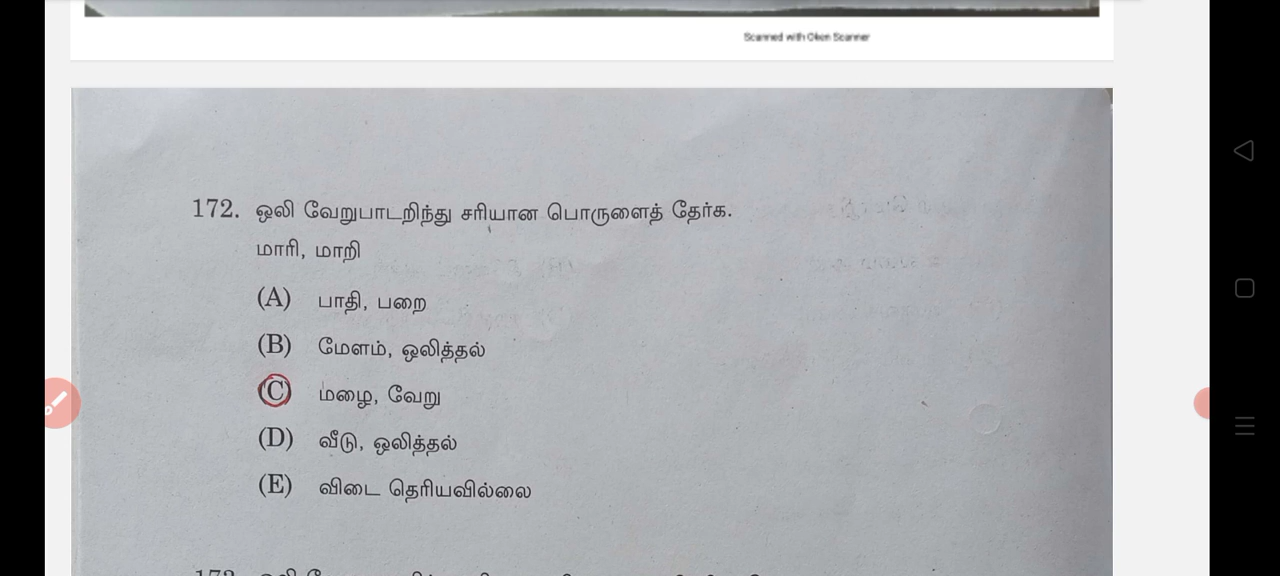 Scanned with Oken Scanner
172. ஒலி வேறுபாடறிந்து சரியான பொருளைத் தேர்க.
மாரி, மாறி
(A) பாதி, பறை
(B) மேளம், ஒலித்தல்
(C) மழை, வேறு
(D) வீடு, ஒலித்தல்
(E) விடை தெரியவில்லை